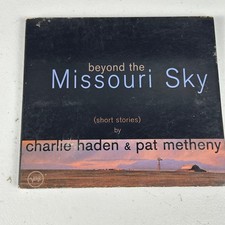 beyond the
Missouri Sky
(short stories)
by
charlie haden & pat metheny